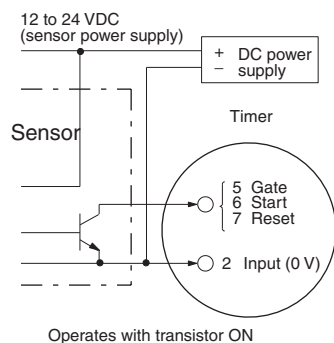 12 to 24 VDC
(sensor power supply)
+ DC power
− supply
Timer
Sensor
5 Gate
6 Start
7 Reset
2 Input (0 V)
Operates with transistor ON